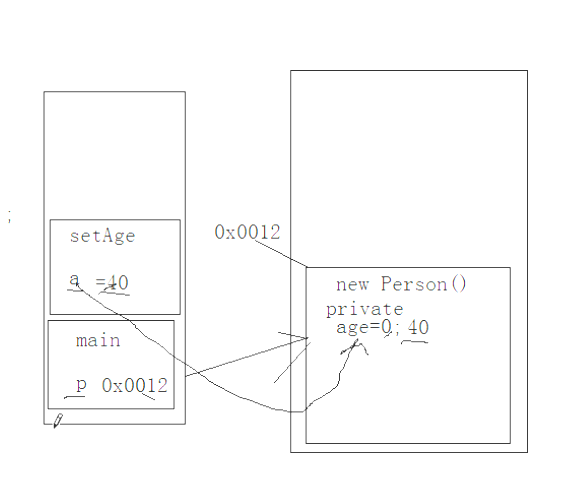 ;
setAge
a =40
main
p 0x0012
0x0012
new Person()
private
age=0; 40